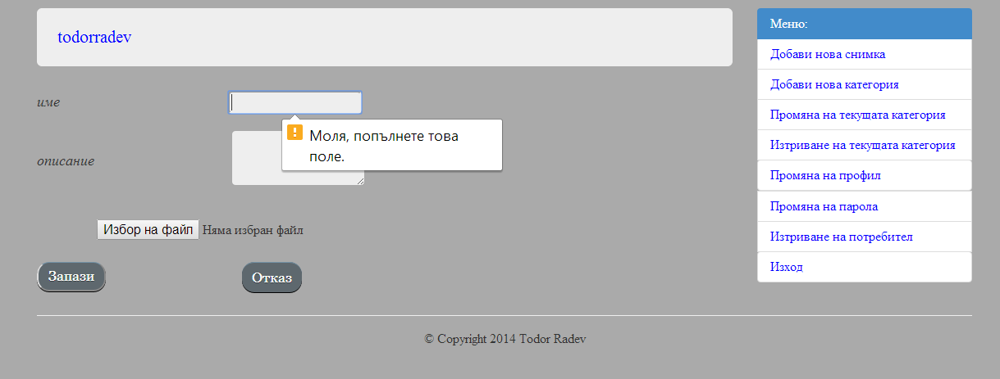 todorradev
име
Моля, попълнете това
поле.
описание
Избор на файл Няма избран файл
Запази
Отказ
Меню:
Добави нова снимка
Добави нова категория
Промяна на текущата категория
Изтриване на текущата категория
Промяна на профил
Промяна на парола
Изтриване на потребител
Изход
© Copyright 2014 Todor Radev